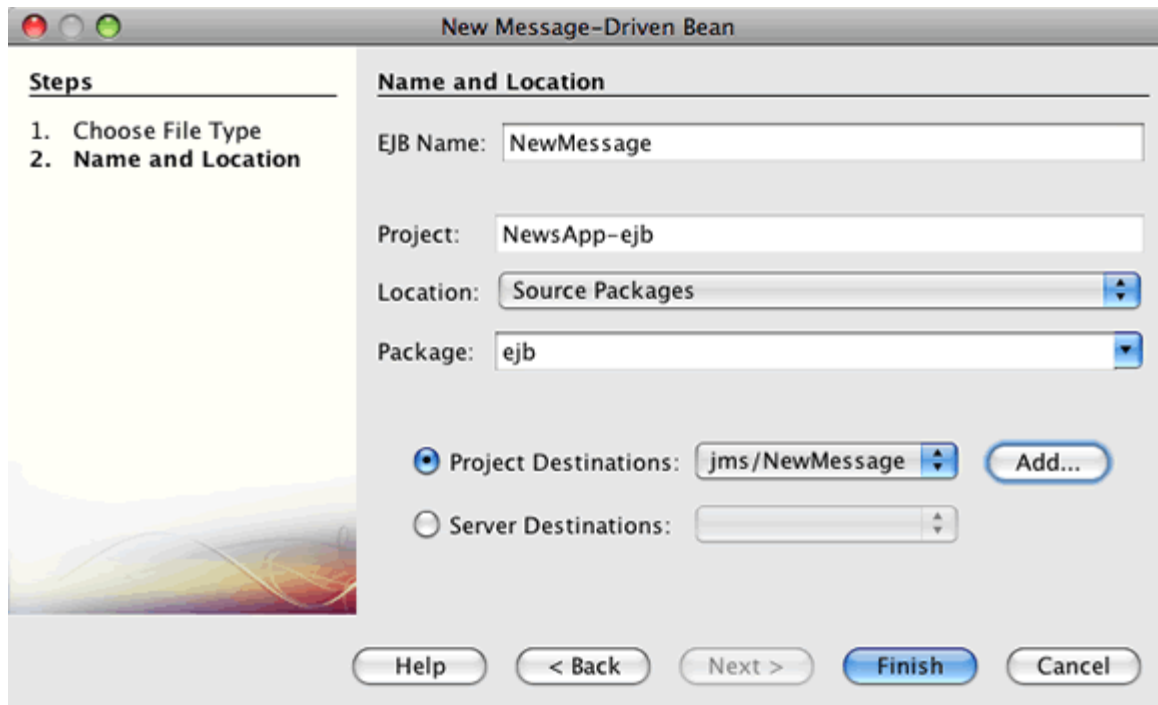 New Message-Driven Bean
Steps
1. Choose File Type
2. Name and Location
Name and Location
EJB Name: NewMessage
Project: NewsApp-ejb
Location: Source Packages
Package: ejb
Project Destinations: jms/NewMessage Add...
Server Destinations:
Help < Back Next > Finish Cancel